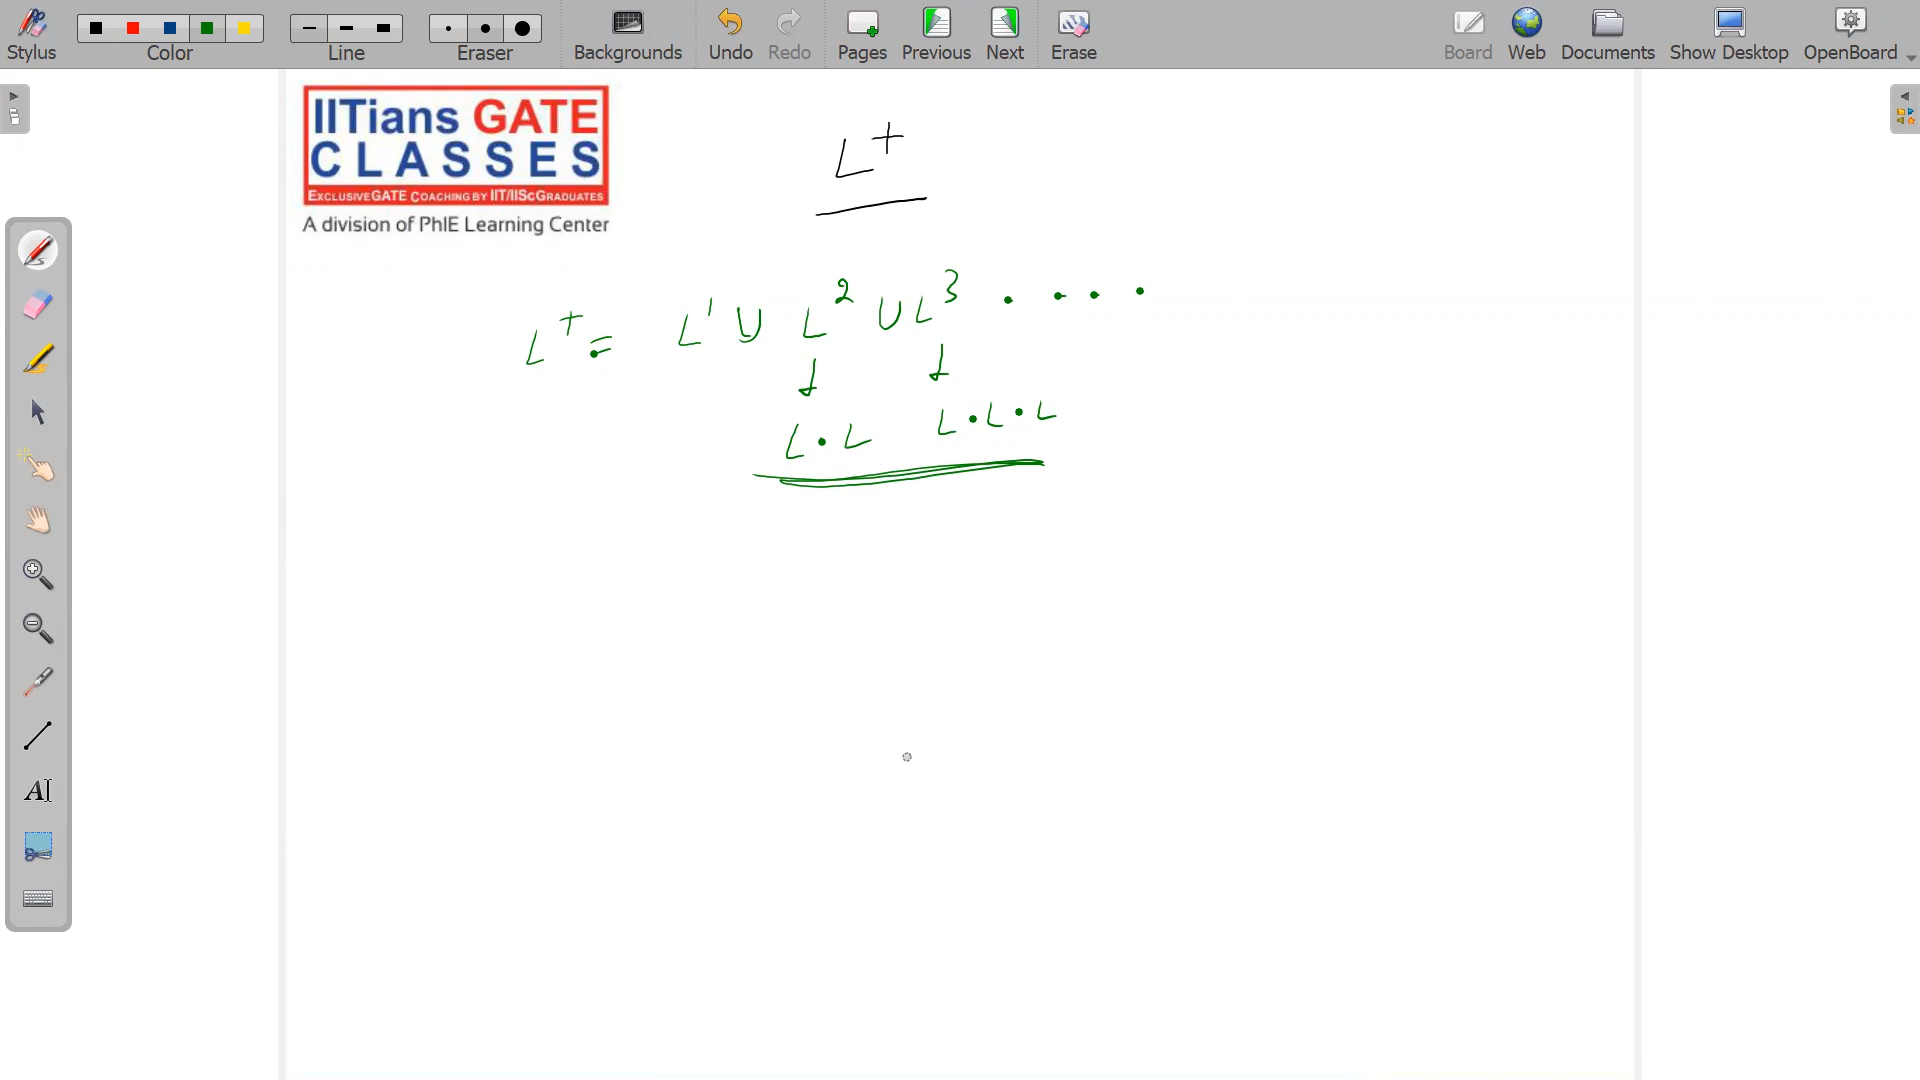 Stylus Color Line Eraser Backgrounds Undo Redo Pages Previous Next Erase Board Web Documents Show Desktop OpenBoard
IITians GATE
CLASSES
EXCLUSIVE GATE COACHING BY IIT/IISc GRADUATES
A division of PhIE Learning Center
L⁺
L⁺ = L¹ U L² U L³ . . . .
L . L L . L . L